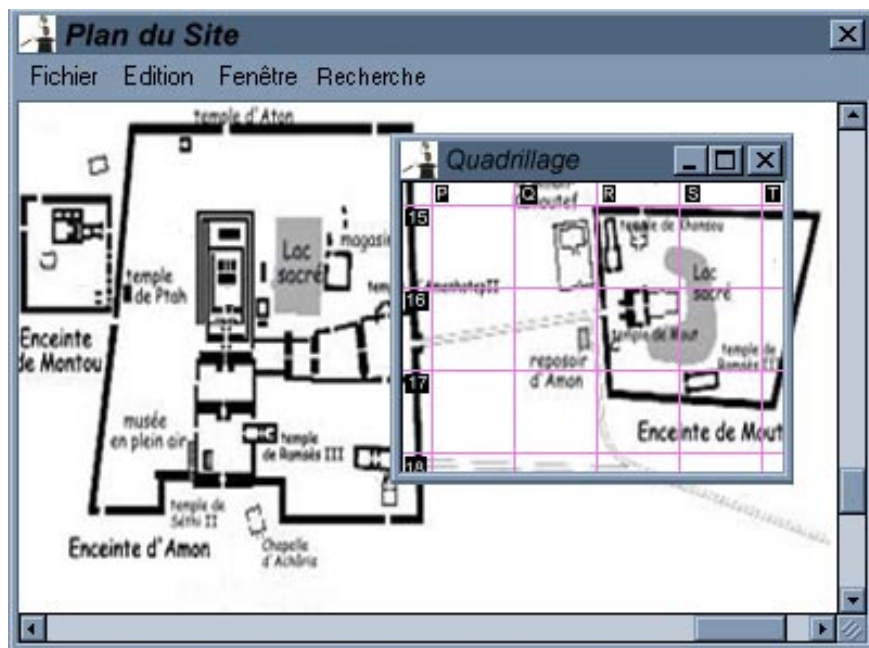 Plan du Site
Fichier Edition Fenêtre Recherche
temple d'Aton
Quadrillage
P Q R S T
15
temple de Khonsou
Lac
sacré
magasin
Lac
sacré
temple
de Ptah
16
temple de Mout
Enceinte
de Montou
temple de
Ramsès II
reposoir
d'Amon
17
musée
en plein air
temple
de Ramsès III
Enceinte de Mout
18
temple de
Séthi II
Enceinte d'Amon
Chapelle
d'Achôris